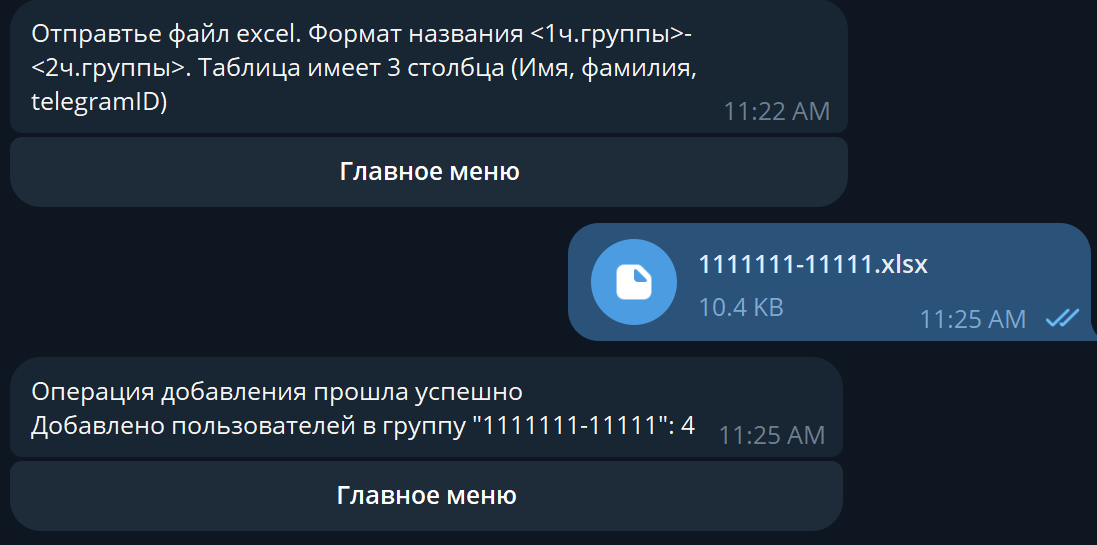 Отправтье файл excel. Формат названия <1ч.группы>-
<2ч.группы>. Таблица имеет 3 столбца (Имя, фамилия,
telegramID)
11:22 AM
Главное меню
1111111-11111.xlsx
10.4 KB
11:25 AM
Операция добавления прошла успешно
Добавлено пользователей в группу "1111111-11111": 4
11:25 AM
Главное меню